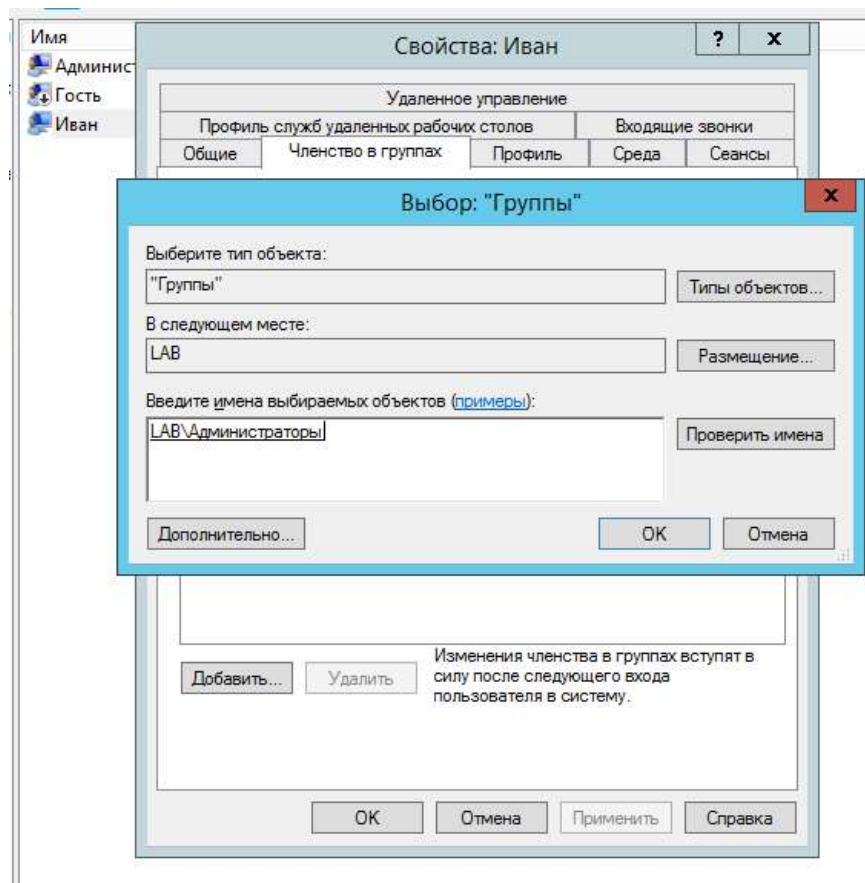 Имя
Админис
Гость
Иван
Свойства: Иван
? x
Удаленное управление
Профиль служб удаленных рабочих столов Входящие звонки
Общие Членство в группах Профиль Среда Сеансы
Выбор: "Группы" x
Выберите тип объекта:
"Группы" Типы объектов...
В следующем месте:
LAB Размещение...
Введите имена выбираемых объектов (примеры):
LAB\Администраторы Проверить имена
Дополнительно... OK Отмена
Добавить... Удалить
Изменения членства в группах вступят в
силу после следующего входа
пользователя в систему.
OK Отмена Применить Справка